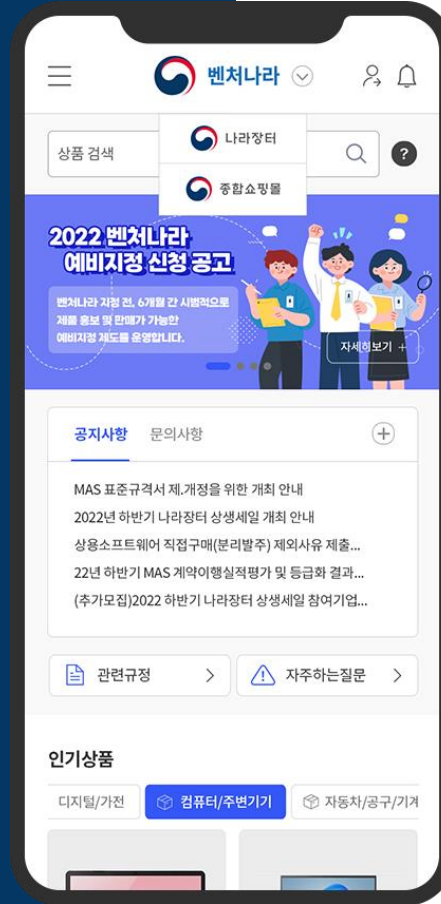 벤처나라
나라장터
종합쇼핑몰
상품 검색
?
2022 벤처나라
예비지정 신청 공고
벤처나라 지정 전, 6개월 간 시범적으로
제품 홍보 및 판매가 가능한
예비지정 제도를 운영합니다.
자세히보기 +
공지사항 문의사항
MAS 표준규격서 제.개정을 위한 개최 안내
2022년 하반기 나라장터 상생세일 개최 안내
상용소프트웨어 직접구매(분리발주) 제외사유 제출...
22년 하반기 MAS 계약이행실적평가 및 등급화 결과...
(추가모집)2022 하반기 나라장터 상생세일 참여기업...
관련규정 자주하는질문
인기상품
디지털/가전 컴퓨터/주변기기 자동차/공구/기계